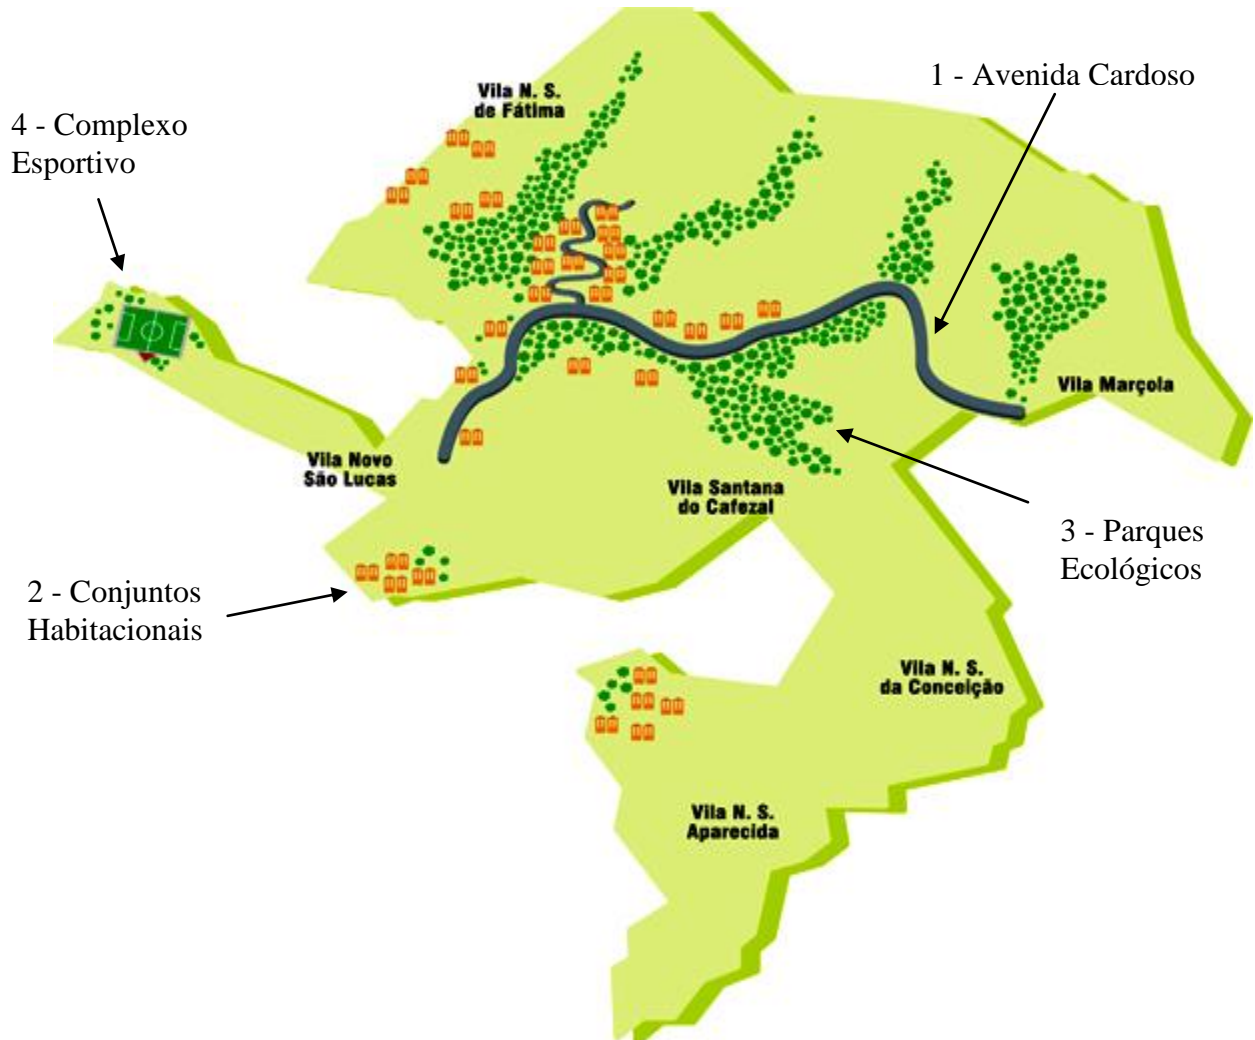 1 - Avenida Cardoso
Vila N. S.
de Fátima
4 - Complexo
Esportivo
Vila Marçola
Vila Novo
São Lucas
Vila Santana
do Cafezal
3 - Parques
Ecológicos
2 - Conjuntos
Habitacionais
Vila N. S.
da Conceição
Vila N. S.
Aparecida